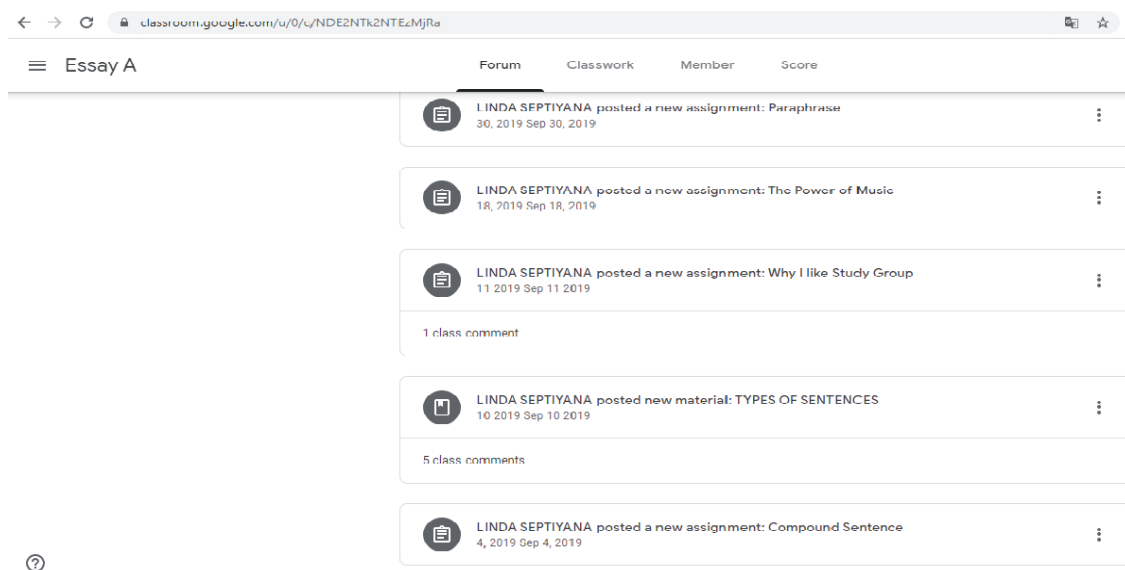 classroom.google.com/u/0/c/NDE2NTk2NTEzMjRa
Essay A
Forum Classwork Member Score
LINDA SEPTIYANA posted a new assignment: Paraphrase
30, 2019 Sep 30, 2019
LINDA SEPTIYANA posted a new assignment: The Power of Music
18, 2019 Sep 18, 2019
LINDA SEPTIYANA posted a new assignment: Why I like Study Group
11 2019 Sep 11 2019
1 class comment
LINDA SEPTIYANA posted new material: TYPES OF SENTENCES
10 2019 Sep 10 2019
5 class comments
LINDA SEPTIYANA posted a new assignment: Compound Sentence
4, 2019 Sep 4, 2019